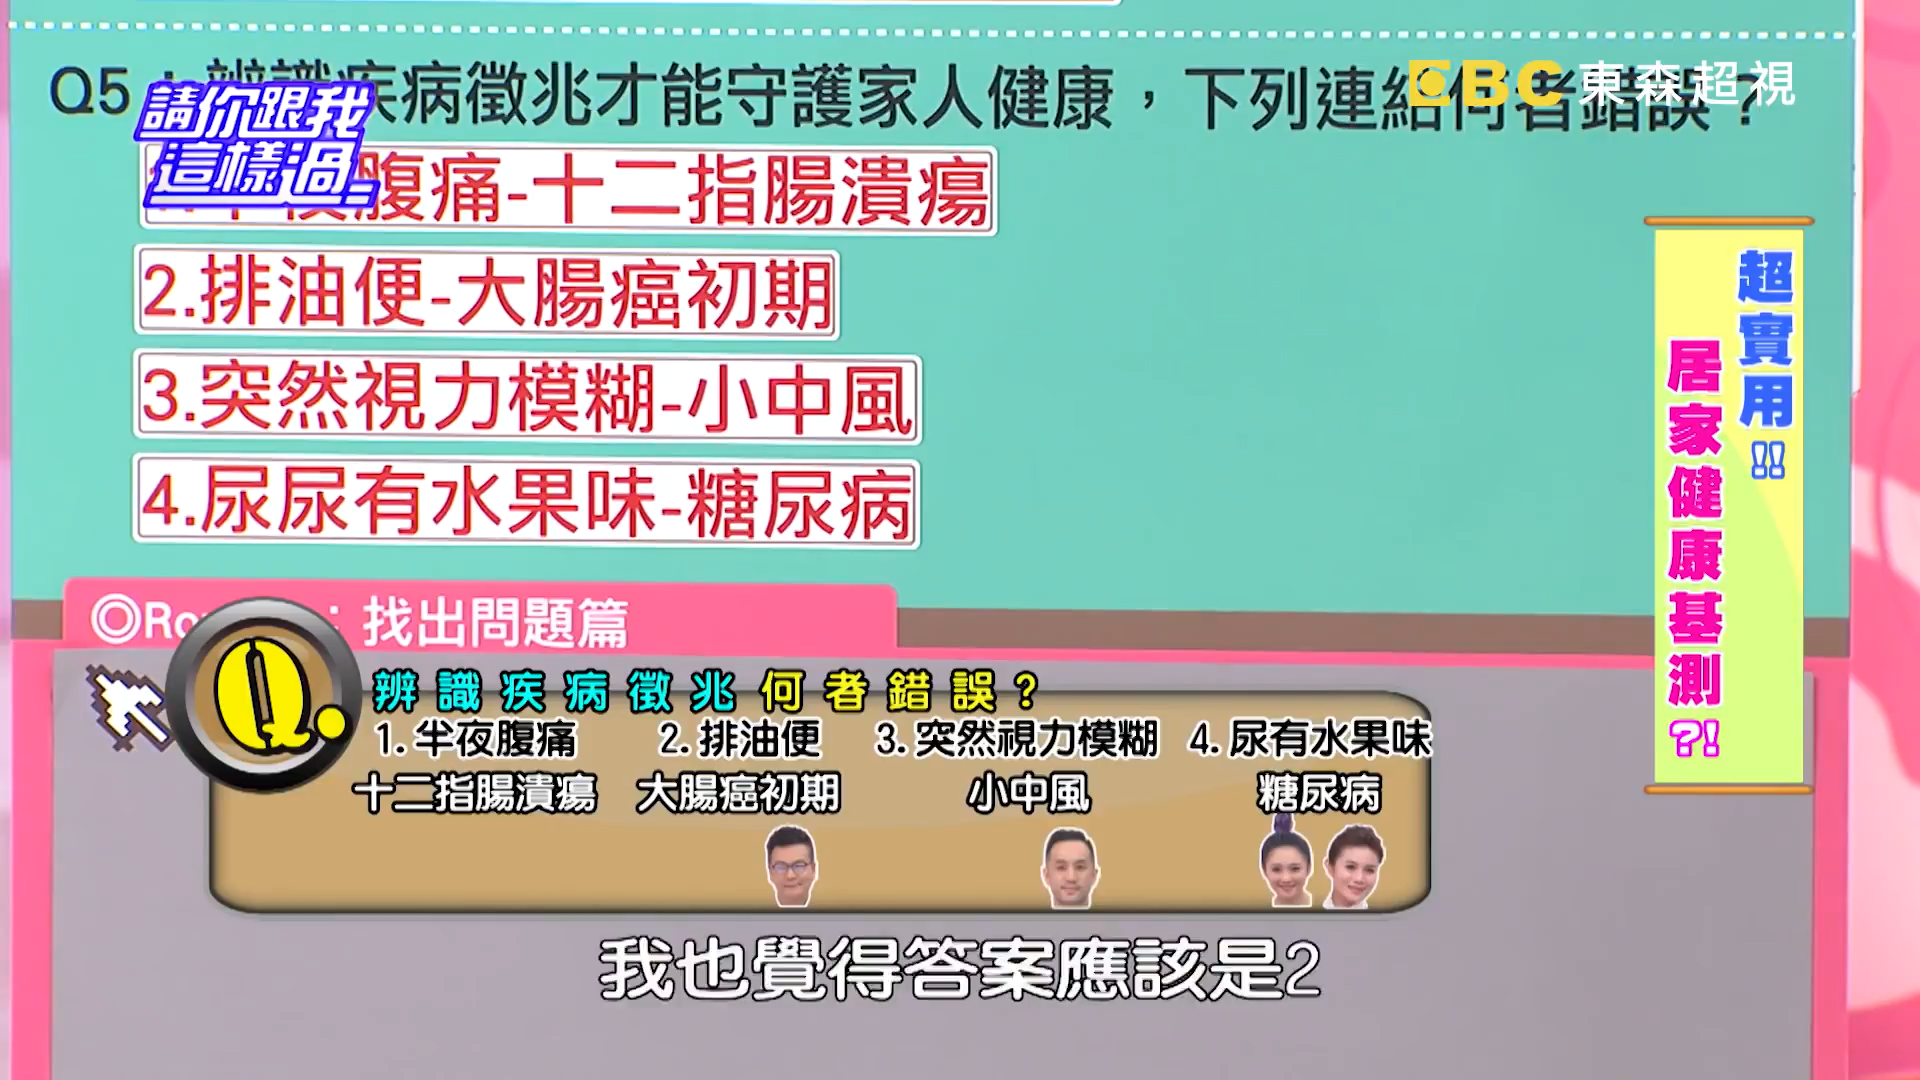 Q5
疾病徵兆才能守護家人健康，下列連結何者錯誤？
EBC 東森超視
請你跟我
這樣過
腹痛-十二指腸潰瘍
2.排油便-大腸癌初期
3.突然視力模糊-小中風
4.尿尿有水果味-糖尿病
超實用!!
居家健康基測?!
◎Ro
：找出問題篇
Q.
辨識疾病徵兆何者錯誤?
1.半夜腹痛 2.排油便 3.突然視力模糊 4.尿有水果味
十二指腸潰瘍 大腸癌初期 小中風 糖尿病
我也覺得答案應該是2